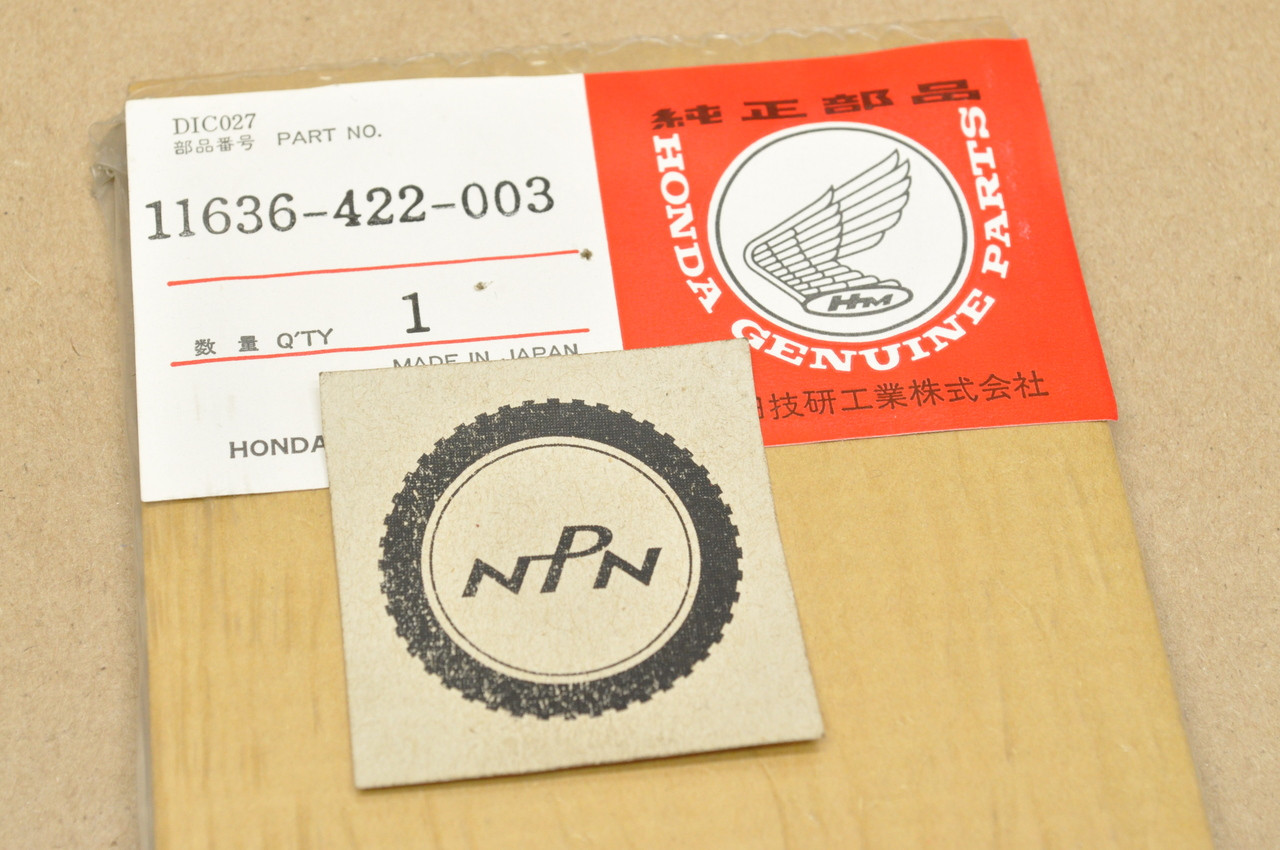 DIC027
部品番号 PART NO.
11636-422-003
数量 Q'TY 1
MADE IN JAPAN
HONDA
純正部品
HONDA GENUINE PARTS
HM
技研工業株式会社
NPN